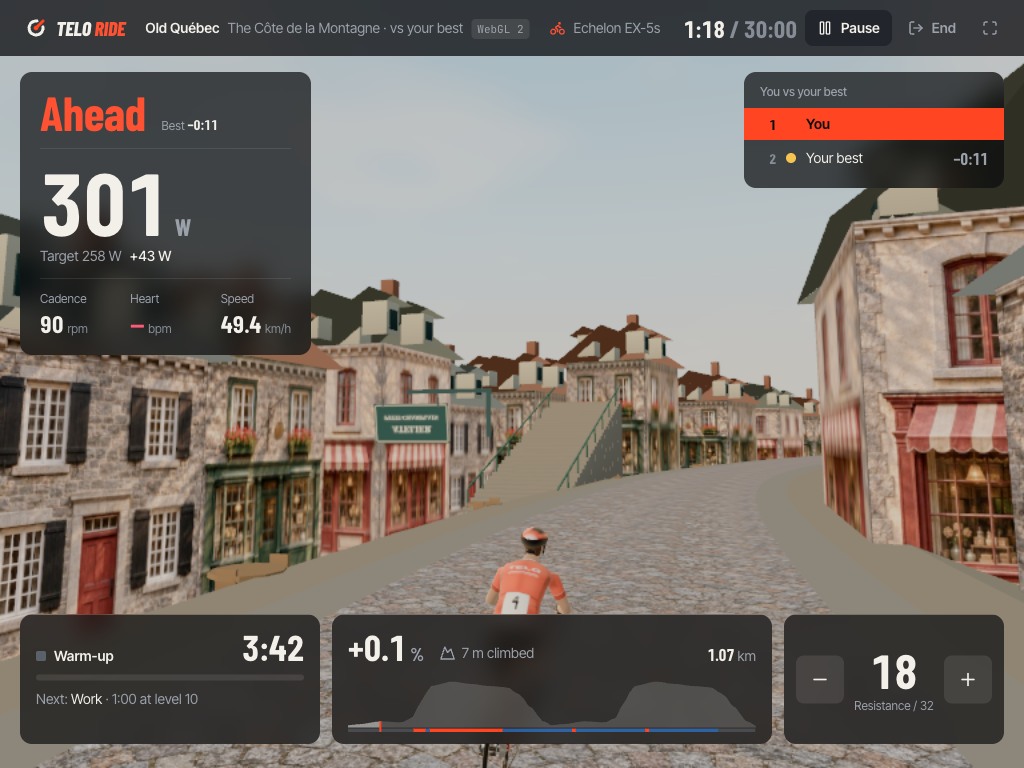 TELO RIDE
Old Québec The Côte de la Montagne · vs your best WebGL 2
Echelon EX-5s
1:18 / 30:00
Pause
End
Ahead Best −0:11
301 W
Target 258 W +43 W
Cadence Heart Speed
90 rpm – bpm 49.4 km/h
You vs your best
1 You
2 Your best −0:11
TELO
4
Warm-up 3:42
Next: Work · 1:00 at level 10
+0.1 % 7 m climbed 1.07 km
− 18 +
Resistance / 32